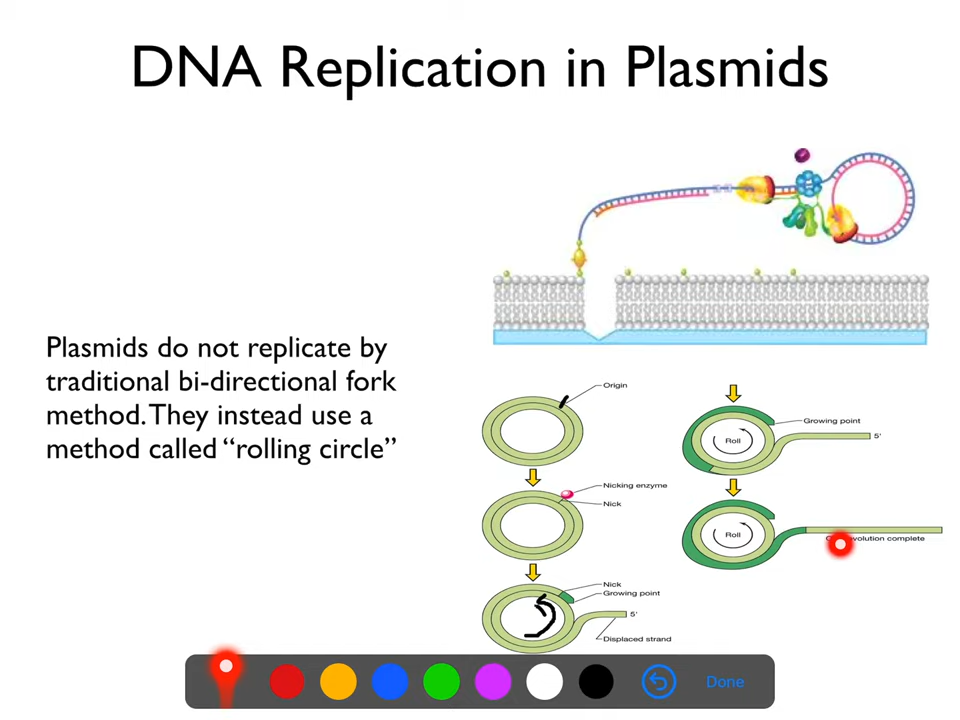 DNA Replication in Plasmids
Plasmids do not replicate by
traditional bi-directional fork
method. They instead use a
method called “rolling circle”
Origin
Nicking enzyme
Nick
Nick
Growing point
5'
Displaced strand
Growing point
Roll
5'
Roll
evolution complete
Done